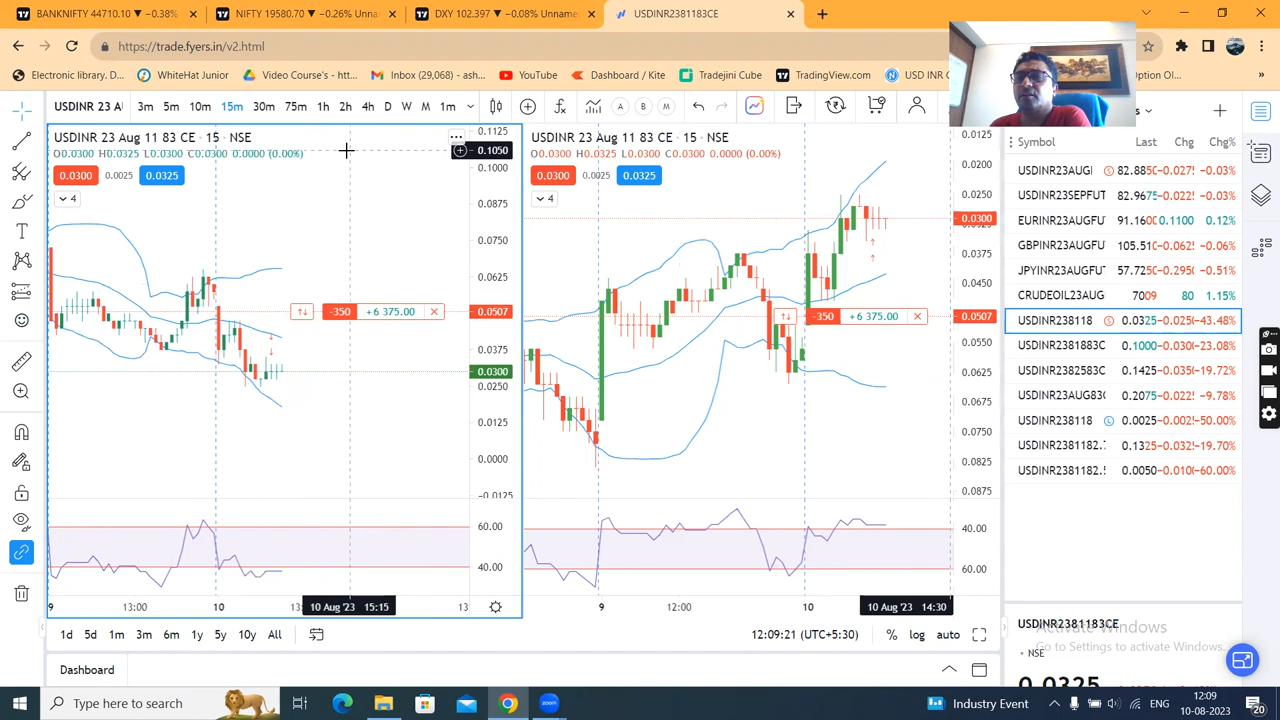 BANKNIFTY 44710.10 ▼ −0.38%
NIFTY 19580.70 ▼ −0.26% Unna
DXY 102.397 ▼ −0.08% Unname
USDINR2381183CE
https://trade.fyers.in/v2.html
Electronic library. D...
WhiteHat Junior
Video Course's - htt...
Inbox (29,068) - ash...
YouTube
Dashboard / Kite
Tradejini Cube
TradingView.com
USD INR C
Option Ol...
USDINR 23 A
3m 5m 10m 15m 30m 75m 1h 2h 4h D W M 1m
A B M
USDINR 23 Aug 11 83 CE · 15 · NSE
O0.0300 H0.0325 L0.0300 C0.0300 0.0000 (0.00%)
0.0300 0.0025 0.0325
4
0.1125
0.1050
0.1000
0.0875
0.0750
0.0625
0.0507
0.0375
0.0300
0.0250
0.0125
0.0000
−0.0125
60.00
40.00
-350 +6 375.00
9 13:00 10 13 10 Aug '23 15:15 13
USDINR 23 Aug 11 83 CE · 15 · NSE
O0.0300 H0.0325 L0.0300 C0.0300 0.0000 (0.00%)
0.0300 0.0025 0.0325
4
0.0125
0.0200
0.0250
0.0300
0.0375
0.0450
0.0507
0.0550
0.0625
0.0750
0.0825
0.0875
40.00
60.00
-350 +6 375.00
9 12:00 10 10 Aug '23 14:30
1d 5d 1m 3m 6m 1y 5y 10y All
12:09:21 (UTC+5:30) % log auto
Dashboard
Symbol Last Chg Chg%
USDINR23AUGI 82.885 −0.027 −0.03%
USDINR23SEPFUT 82.9675 −0.022 −0.03%
EURINR23AUGFU 91.160 0.1100 0.12%
GBPINR23AUGFU 105.51 −0.062 −0.06%
JPYINR23AUGFU 57.725 −0.295 −0.51%
CRUDEOIL23AUG 7009 80 1.15%
USDINR238118 0.0325 −0.025 −43.48%
USDINR2381883C 0.1000 −0.030 −23.08%
USDINR2382583C 0.1425 −0.035 −19.72%
USDINR23AUG83C 0.2075 −0.022 −9.78%
USDINR238118 0.0025 −0.002 −50.00%
USDINR2381182. 0.1325 −0.032 −19.70%
USDINR2381182.5 0.0050 −0.010 −60.00%
USDINR2381183CE
• NSE
0.0325
Activate Windows
Go to Settings to activate Windows.
Type here to search
zoom
Industry Event
ENG
12:09
10-08-2023
20